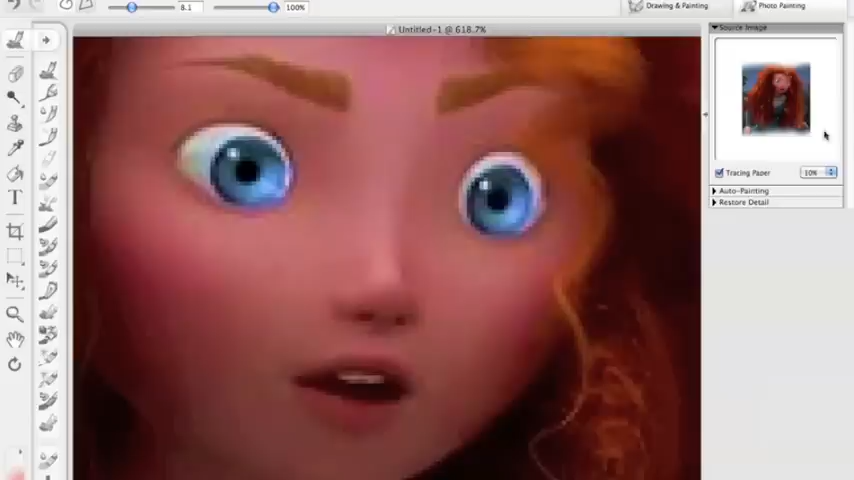 8.1
100%
Drawing & Painting
Photo Painting
Untitled-1 @ 618.7%
Source Image
Tracing Paper
10%
Auto-Painting
Restore Detail
T